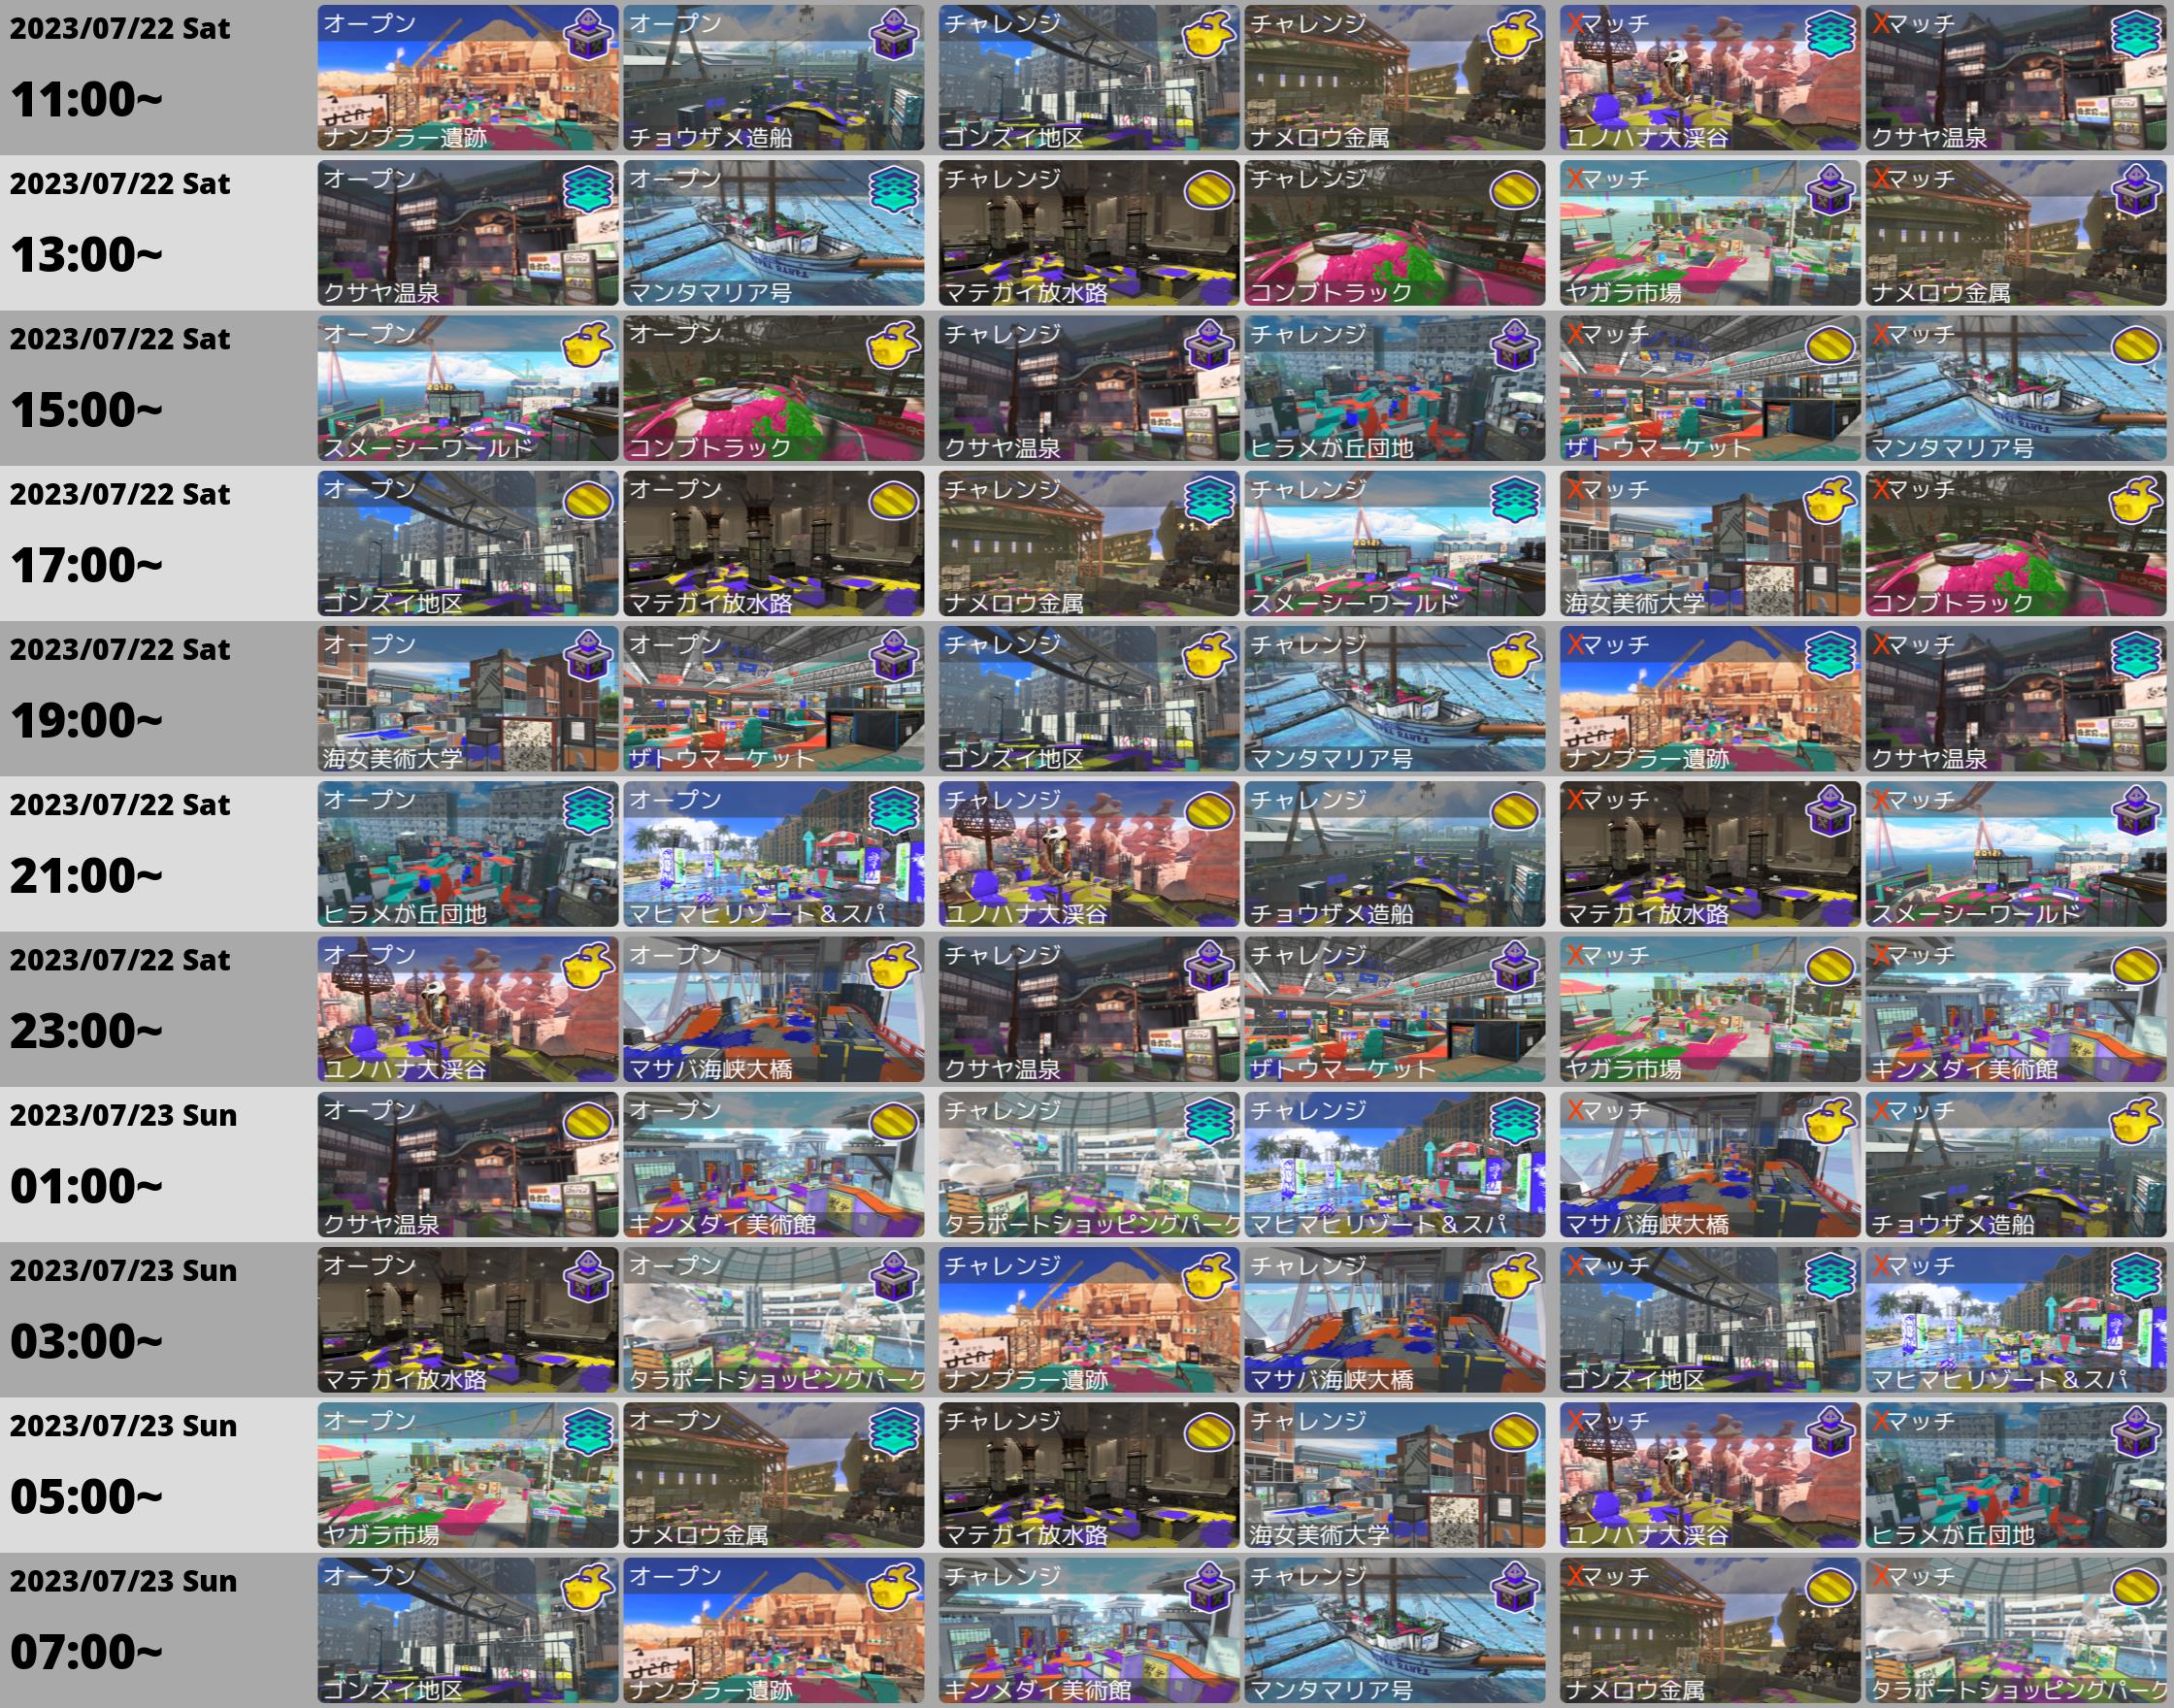 2023/07/22 Sat
11:00~
オープン
ナンプラー遺跡
オープン
チョウザメ造船
チャレンジ
ゴンズイ地区
チャレンジ
ナメロウ金属
Xマッチ
ユノハナ大渓谷
Xマッチ
クサヤ温泉
2023/07/22 Sat
13:00~
オープン
クサヤ温泉
オープン
マンタマリア号
チャレンジ
マテガイ放水路
チャレンジ
コンブトラック
Xマッチ
ヤガラ市場
Xマッチ
ナメロウ金属
2023/07/22 Sat
15:00~
オープン
スメーシーワールド
オープン
コンブトラック
チャレンジ
クサヤ温泉
チャレンジ
ヒラメが丘団地
Xマッチ
ザトウマーケット
Xマッチ
マンタマリア号
2023/07/22 Sat
17:00~
オープン
ゴンズイ地区
オープン
マテガイ放水路
チャレンジ
ナメロウ金属
チャレンジ
スメーシーワールド
Xマッチ
海女美術大学
Xマッチ
コンブトラック
2023/07/22 Sat
19:00~
オープン
海女美術大学
オープン
ザトウマーケット
チャレンジ
ゴンズイ地区
チャレンジ
マンタマリア号
Xマッチ
ナンプラー遺跡
Xマッチ
クサヤ温泉
2023/07/22 Sat
21:00~
オープン
ヒラメが丘団地
オープン
マヒマヒリゾート＆スパ
チャレンジ
ユノハナ大渓谷
チャレンジ
チョウザメ造船
Xマッチ
マテガイ放水路
Xマッチ
スメーシーワールド
2023/07/22 Sat
23:00~
オープン
ユノハナ大渓谷
オープン
マサバ海峡大橋
チャレンジ
クサヤ温泉
チャレンジ
ザトウマーケット
Xマッチ
ヤガラ市場
Xマッチ
キンメダイ美術館
2023/07/23 Sun
01:00~
オープン
クサヤ温泉
オープン
キンメダイ美術館
チャレンジ
タラポートショッピングパーク
チャレンジ
マヒマヒリゾート＆スパ
Xマッチ
マサバ海峡大橋
Xマッチ
チョウザメ造船
2023/07/23 Sun
03:00~
オープン
マテガイ放水路
オープン
タラポートショッピングパーク
チャレンジ
ナンプラー遺跡
チャレンジ
マサバ海峡大橋
Xマッチ
ゴンズイ地区
Xマッチ
マヒマヒリゾート＆スパ
2023/07/23 Sun
05:00~
オープン
ヤガラ市場
オープン
ナメロウ金属
チャレンジ
マテガイ放水路
チャレンジ
海女美術大学
Xマッチ
ユノハナ大渓谷
Xマッチ
ヒラメが丘団地
2023/07/23 Sun
07:00~
オープン
ゴンズイ地区
オープン
ナンプラー遺跡
チャレンジ
キンメダイ美術館
チャレンジ
マンタマリア号
Xマッチ
ナメロウ金属
Xマッチ
タラポートショッピングパーク